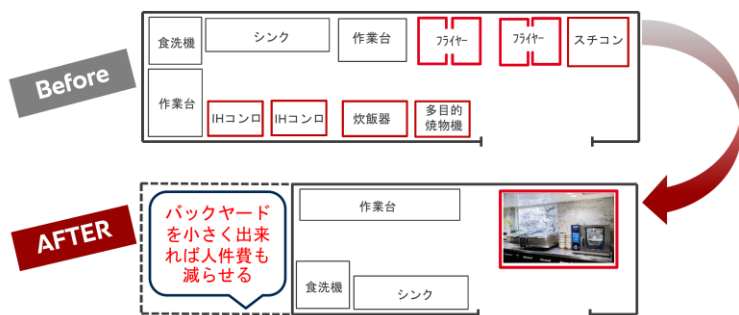 Before
食洗機
シンク
作業台
フライヤー
フライヤー
スチコン
作業台
IHコンロ
IHコンロ
炊飯器
多目的
焼物機
AFTER
バックヤード
を小さく出来
れば人件費も
減らせる
作業台
食洗機
シンク